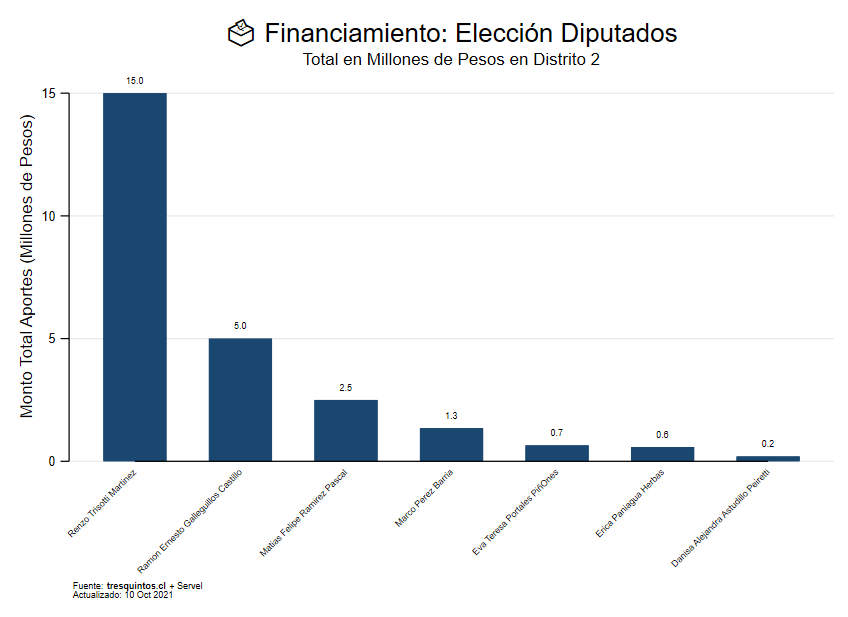 Financiamiento: Elección Diputados
Total en Millones de Pesos en Distrito 2
Monto Total Aportes (Millones de Pesos)
15
10
5
0
15.0
5.0
2.5
1.3
0.7
0.6
0.2
Renzo Trisotti Martinez
Ramon Ernesto Galleguillos Castillo
Matias Felipe Ramirez Pascal
Marco Perez Barria
Eva Teresa Portales PiñOnes
Erica Paniagua Herbas
Danisa Alejandra Astudillo Peiretti
Fuente: tresquintos.cl + Servel
Actualizado: 10 Oct 2021